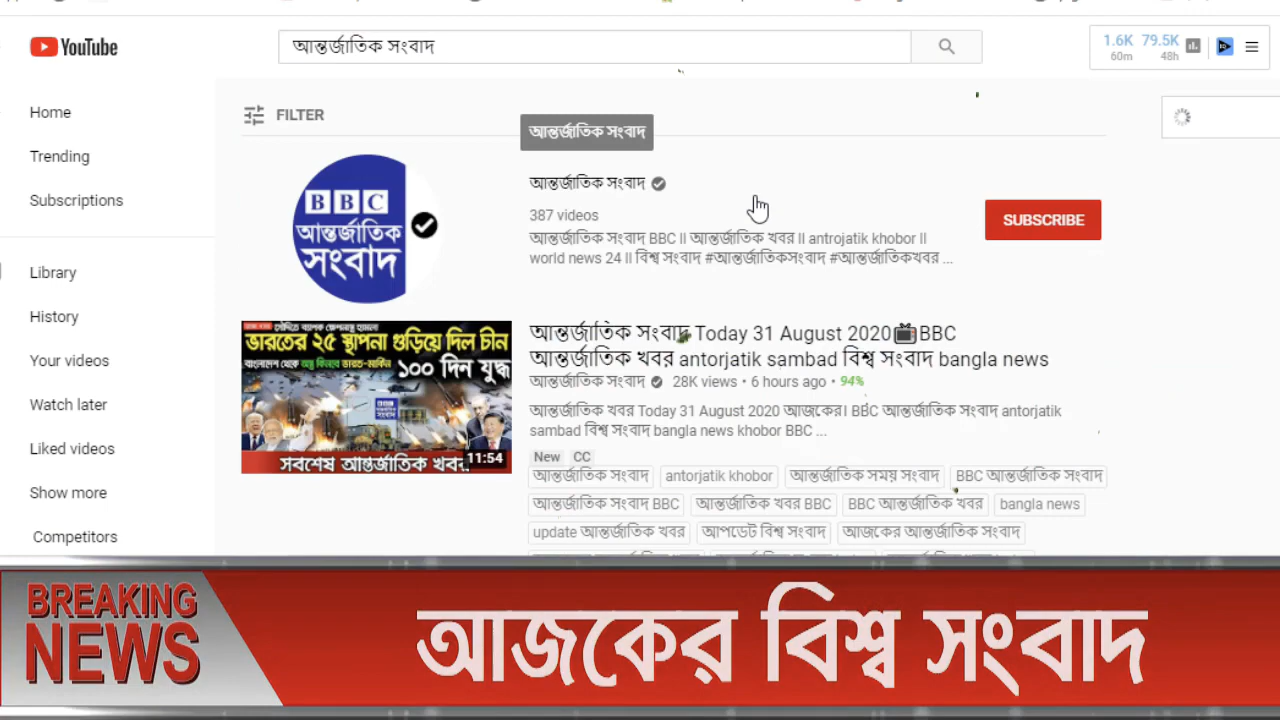 YouTube
আন্তর্জাতিক সংবাদ
1.6K 79.5K
60m 48h
Home
Trending
Subscriptions
Library
History
Your videos
Watch later
Liked videos
Show more
Competitors
FILTER
আন্তর্জাতিক সংবাদ
BBC
আন্তর্জাতিক
সংবাদ
আন্তর্জাতিক সংবাদ
387 videos
আন্তর্জাতিক সংবাদ BBC ll আন্তর্জাতিক খবর ll antrojatik khobor ll
world news 24 ll বিশ্ব সংবাদ #আন্তর্জাতিকসংবাদ #আন্তর্জাতিকখবর ...
SUBSCRIBE
ভারতের ২৫ স্থাপনা গুড়িয়ে দিল চীন
বাংলাদেশ থেকে অস্ত্র কিনবে ভারত-মার্কিন
১০০ দিন যুদ্ধ
সবশেষ আন্তর্জাতিক খবর
11:54
আন্তর্জাতিক সংবাদ Today 31 August 2020 BBC
আন্তর্জাতিক খবর antorjatik sambad বিশ্ব সংবাদ bangla news
আন্তর্জাতিক সংবাদ 28K views • 6 hours ago • 94%
আন্তর্জাতিক খবর Today 31 August 2020 আজকের। BBC আন্তর্জাতিক সংবাদ antorjatik
sambad বিশ্ব সংবাদ bangla news khobor BBC ...
New CC
আন্তর্জাতিক সংবাদ antorjatik khobor আন্তর্জাতিক সময় সংবাদ BBC আন্তর্জাতিক সংবাদ
আন্তর্জাতিক সংবাদ BBC আন্তর্জাতিক খবর BBC BBC আন্তর্জাতিক খবর bangla news
update আন্তর্জাতিক খবর আপডেট বিশ্ব সংবাদ আজকের আন্তর্জাতিক সংবাদ
BREAKING
NEWS
আজকের বিশ্ব সংবাদ